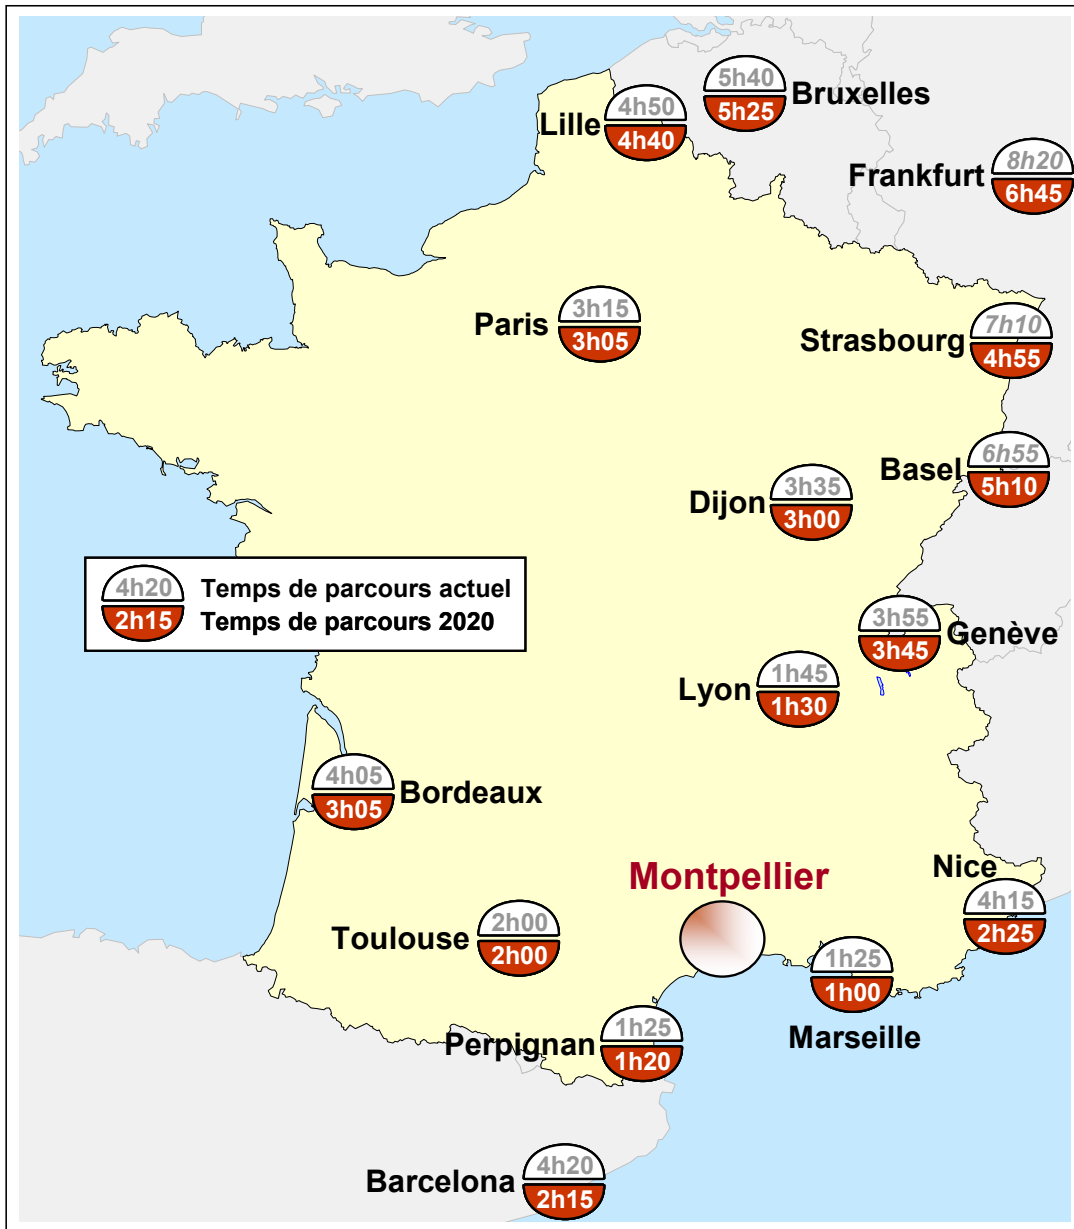 Bruxelles
5h40
5h25
Lille
4h50
4h40
Frankfurt
8h20
6h45
Paris
3h15
3h05
Strasbourg
7h10
4h55
Basel
6h55
5h10
Dijon
3h35
3h00
4h20 Temps de parcours actuel
2h15 Temps de parcours 2020
Genève
3h55
3h45
Lyon
1h45
1h30
Bordeaux
4h05
3h05
Montpellier
Nice
4h15
2h25
Toulouse
2h00
2h00
1h25
1h00
Marseille
Perpignan
1h25
1h20
Barcelona
4h20
2h15